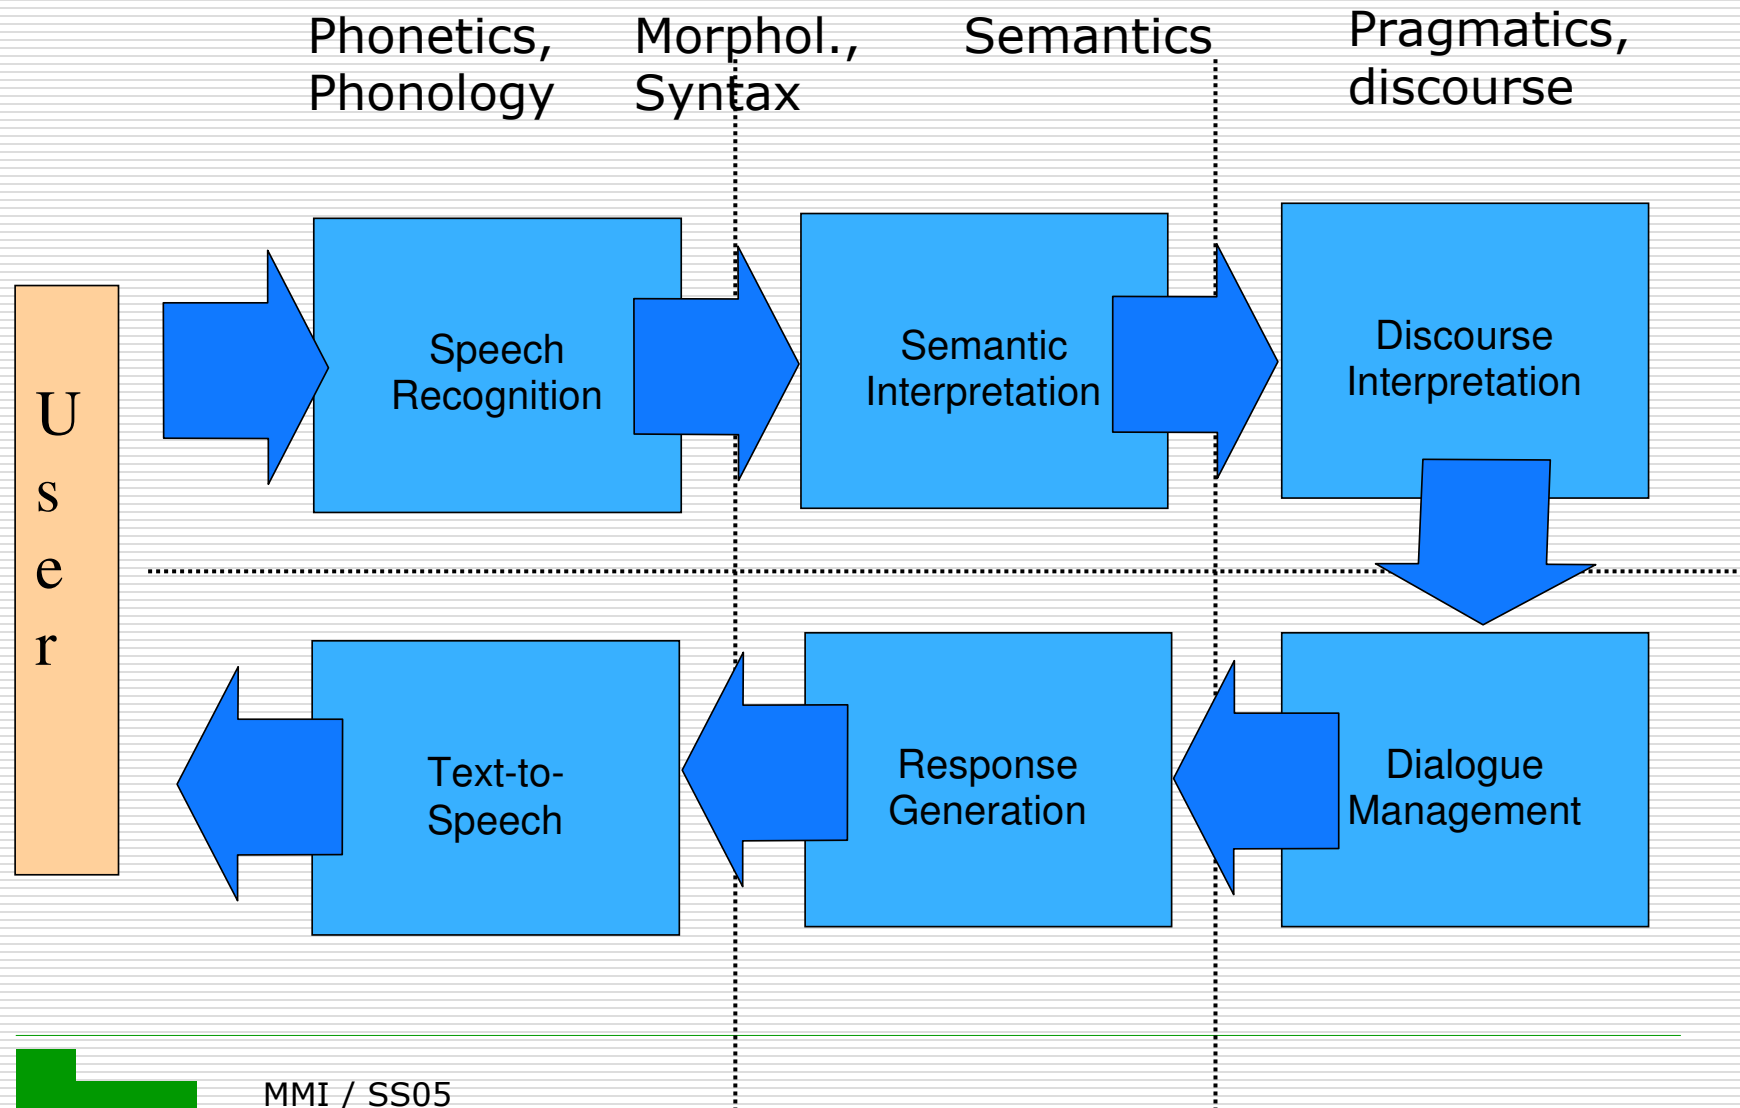 Phonetics,
Phonology
Morphol.,
Syntax
Semantics
Pragmatics,
discourse
U
s
e
r
Speech
Recognition
Semantic
Interpretation
Discourse
Interpretation
Text-to-
Speech
Response
Generation
Dialogue
Management
MMI / SS05